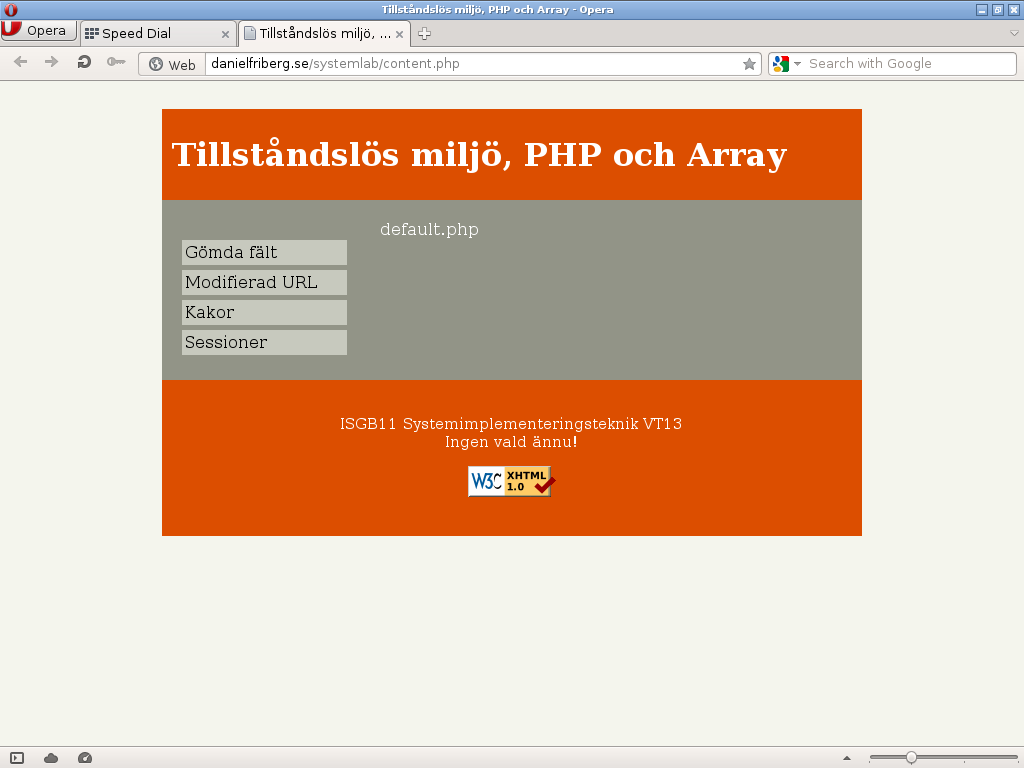 Tillståndslös miljö, PHP och Array - Opera
Opera
Speed Dial
Tillståndslös miljö, ...
Web
danielfriberg.se/systemlab/content.php
Search with Google
Tillståndslös miljö, PHP och Array
default.php
Gömda fält
Modifierad URL
Kakor
Sessioner
ISGB11 Systemimplementeringsteknik VT13
Ingen vald ännu!
W3C XHTML
1.0